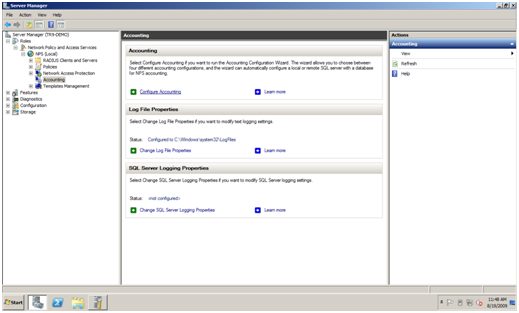 Server Manager
File Action View Help
Server Manager (TR9-DEMO)
Roles
Network Policy and Access Services
NPS (Local)
RADIUS Clients and Servers
Policies
Network Access Protection
Accounting
Templates Management
Features
Diagnostics
Configuration
Storage
Accounting
Accounting
Select Configure Accounting if you want to run the Accounting Configuration Wizard. The wizard allows you to choose between
four different accounting configurations, and the wizard can automatically configure a local or remote SQL server with a database
for NPS accounting.
Configure Accounting Learn more
Log File Properties
Select Change Log File Properties if you want to modify text logging settings.
Status: Configured to C:\Windows\system32\LogFiles
Change Log File Properties Learn more
SQL Server Logging Properties
Select Change SQL Server Logging Properties if you want to modify SQL Server logging settings.
Status: <not configured>
Change SQL Server Logging Properties Learn more
Actions
Accounting
View
Refresh
Help
Start
11:48 AM
8/19/2009